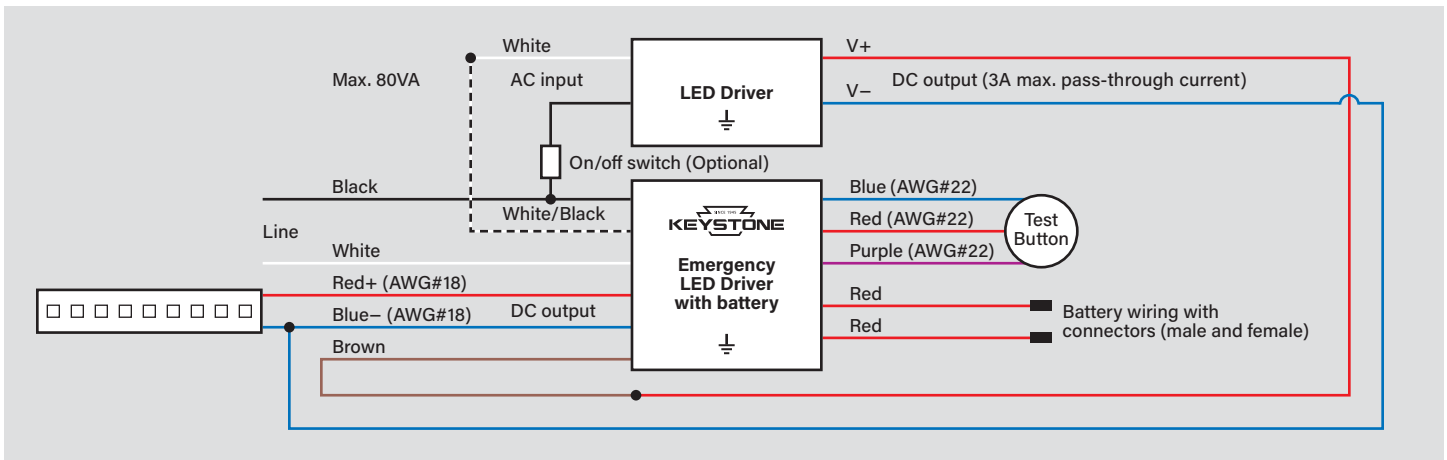 White
V+
Max. 80VA
AC input
LED Driver
DC output (3A max. pass-through current)
V−
On/off switch (Optional)
Black
Blue (AWG#22)
White/Black
SINCE 1945
KEYSTONE
Red (AWG#22)
Test
Button
Line
White
Purple (AWG#22)
Emergency
LED Driver
with battery
Red+ (AWG#18)
Red
Blue− (AWG#18)
DC output
Red
Battery wiring with
connectors (male and female)
Brown